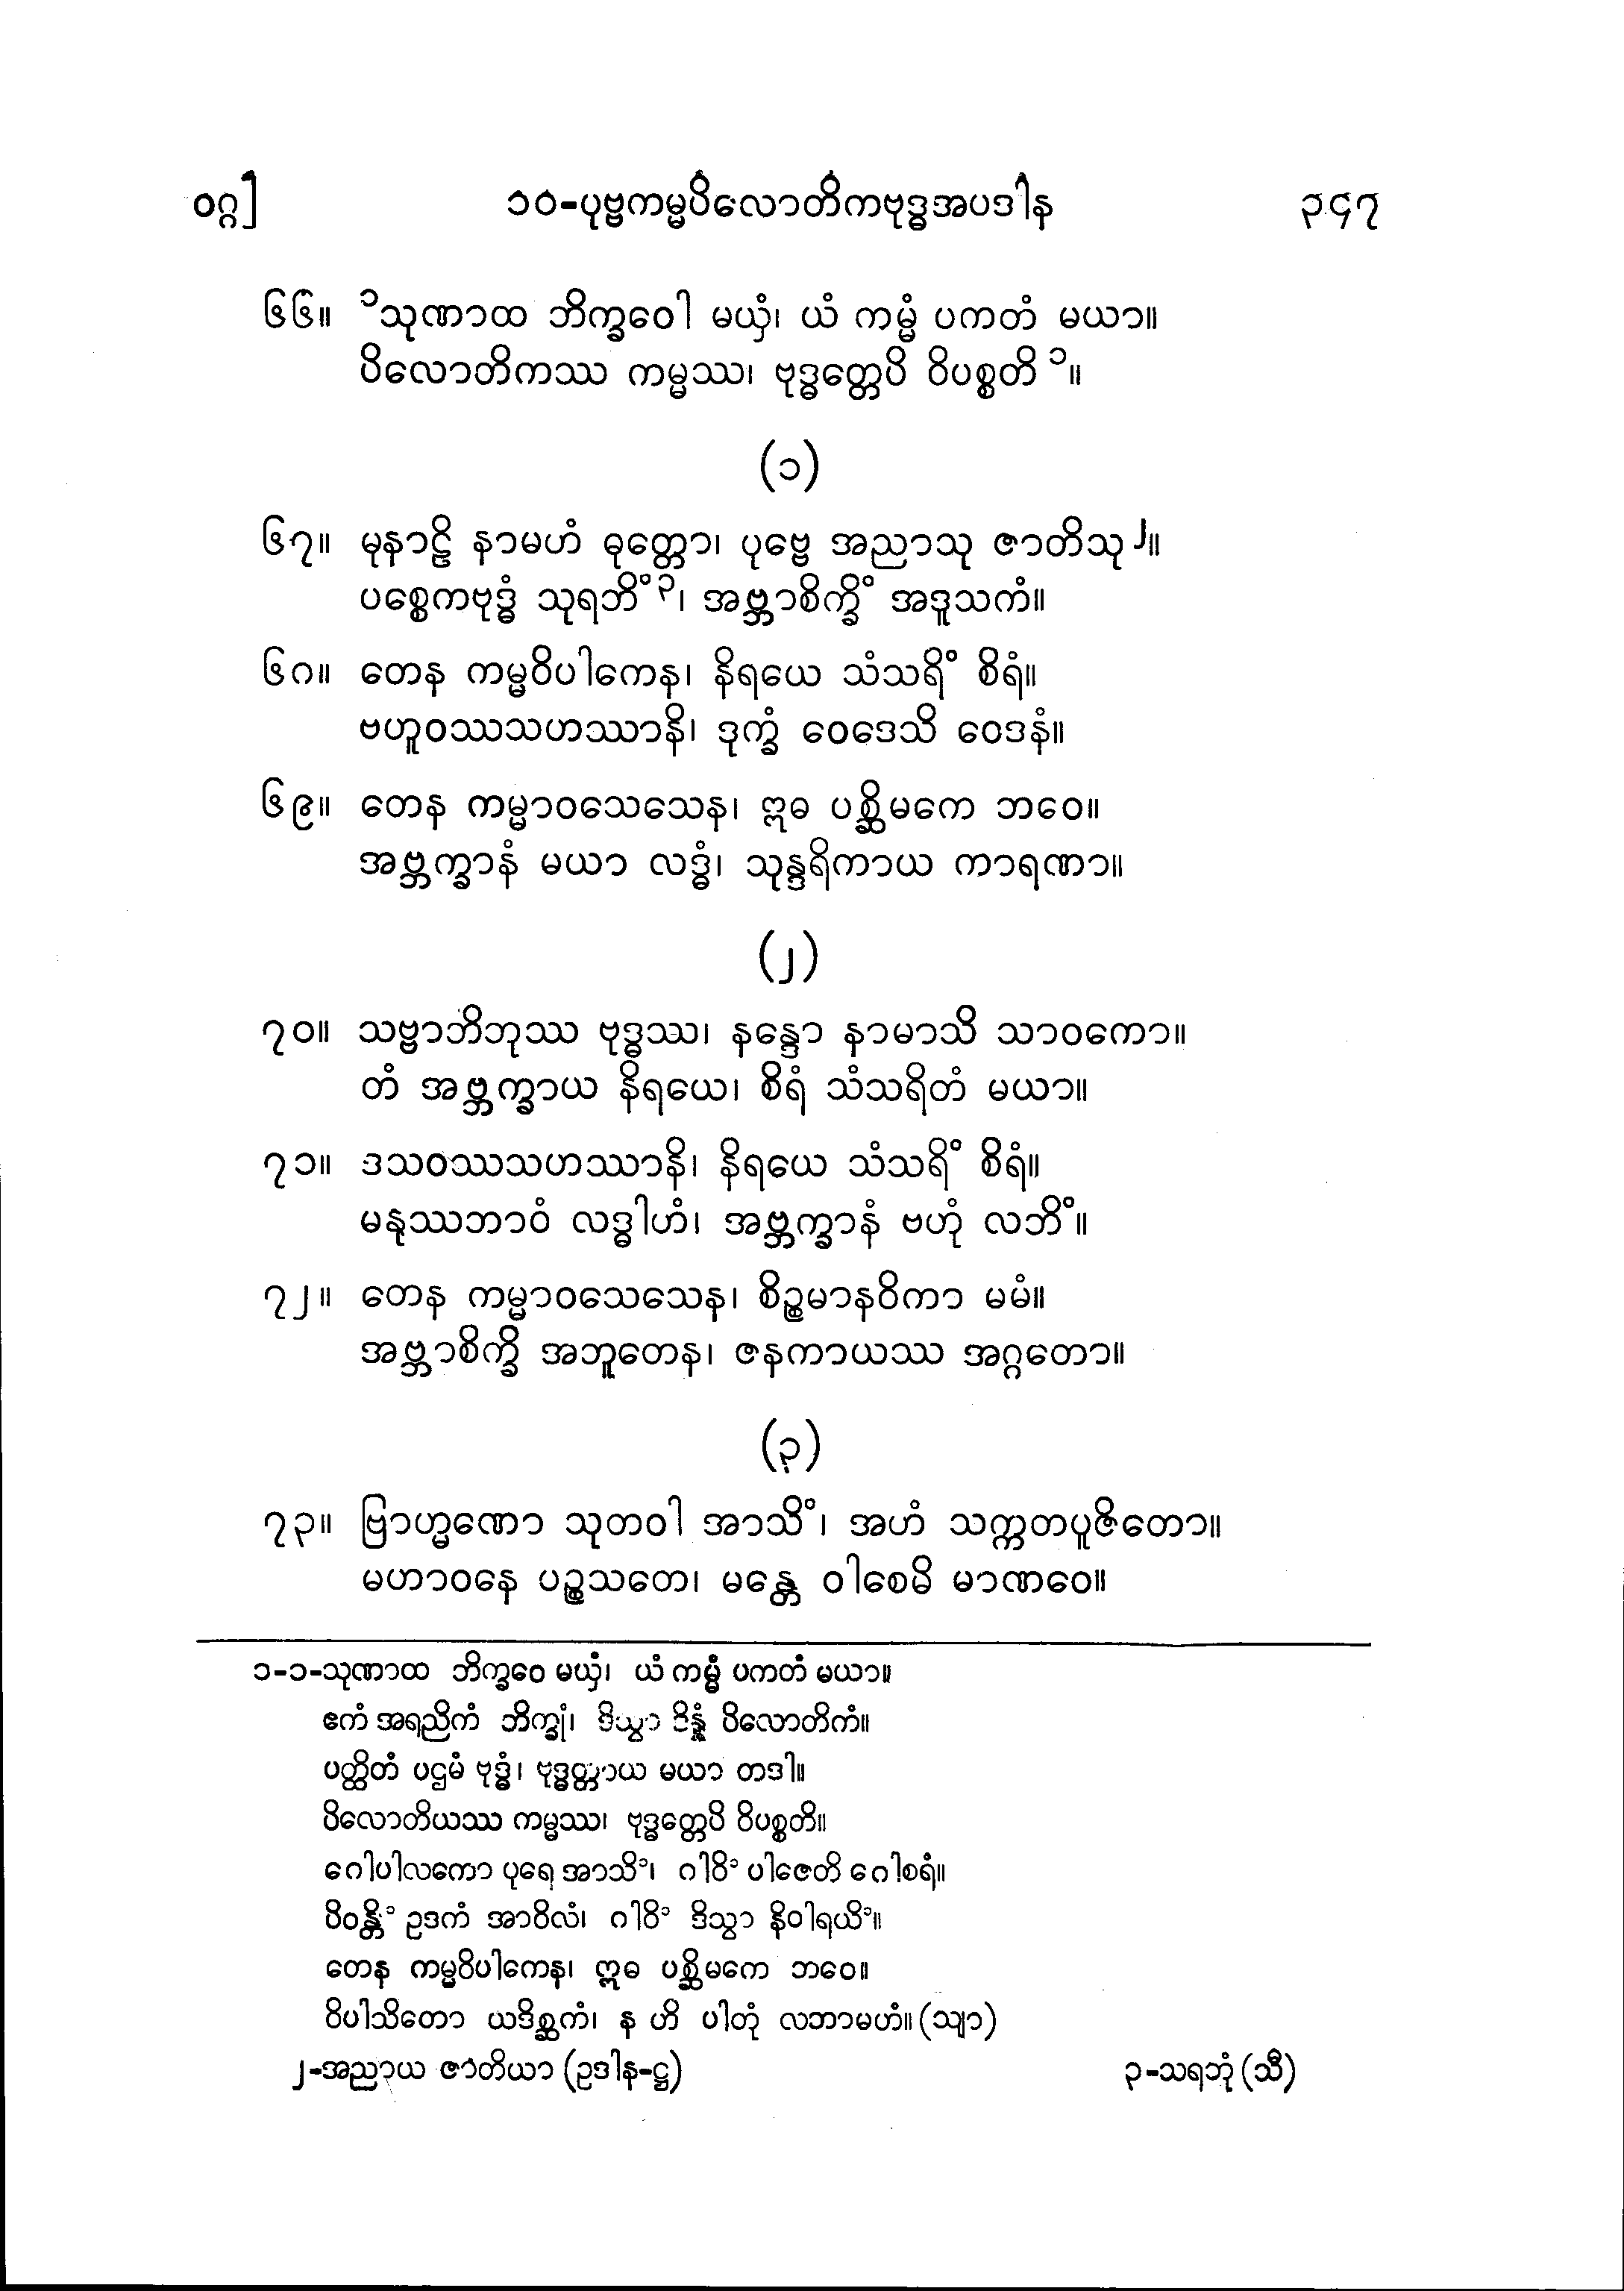 ဝဂ္ဂ] ၁၀-ပုဗ္ဗကမ္မပိလောတိကဗုဒ္ဓအပဒါန ၃၄၇
၆၆။ ၁သုဏာထ ဘိက္ခဝေါ မယှံ၊ ယံ ကမ္မံ ပကတံ မယာ။
ပိလောတိကဿ ကမ္မဿ၊ ဗုဒ္ဓတ္တေပိ ဝိပစ္စတိ ၁။
(၁)
၆၇။ မုနာဠိ နာမဟံ ဓုတ္တော၊ ပုဗ္ဗေ အညာသု ဇာတိသု၂။
ပစ္စေကဗုဒ္ဓံ သုရဘိံ၃၊ အဗ္ဘာစိက္ခိံ အဒူသကံ။
၆၈။ တေန ကမ္မဝိပါကေန၊ နိရယေ သံသရိံ စိရံ။
ဗဟူဝဿသဟဿာနိ၊ ဒုက္ခံ ဝေဒေသိ ဝေဒနံ။
၆၉။ တေန ကမ္မာဝသေသေန၊ ဣဓ ပစ္ဆိမကေ ဘဝေ။
အဗ္ဘက္ခာနံ မယာ လဒ္ဓံ၊ သုန္ဒရိကာယ ကာရဏာ။
(၂)
၇၀။ သဗ္ဗာဘိဘုဿ ဗုဒ္ဓဿ၊ နန္ဒော နာမာသိ သာဝကော။
တံ အဗ္ဘက္ခာယ နိရယေ၊ စိရံ သံသရိတံ မယာ။
၇၁။ ဒသဝဿသဟဿာနိ၊ နိရယေ သံသရိံ စိရံ။
မနုဿဘာဝံ လဒ္ဓါဟံ၊ အဗ္ဘက္ခာနံ ဗဟုံ လဘိံ။
၇၂။ တေန ကမ္မာဝသေသေန၊ စိဉ္စမာနဝိကာ မမံ။
အဗ္ဘာစိက္ခိ အဘူတေန၊ ဇနကာယဿ အဂ္ဂတော။
(၃)
၇၃။ ဗြာဟ္မဏော သုတဝါ အာသိံ၊ အဟံ သက္ကတပူဇိတော။
မဟာဝနေ ပဉ္စသတေ၊ မန္တေ ဝါစေမိ မာဏဝေ။
၁-၁-သုဏာထ ဘိက္ခဝေ မယှံ၊ ယံ ကမ္မံ ပကတံ မယာ။
ဧကံ အရညိကံ ဘိက္ခုံ၊ ဒိသွာ ဒိန္နံ ပိလောတိကံ။
ပတ္ထိတံ ပဌမံ ဗုဒ္ဓံ၊ ဗုဒ္ဓတ္တာယ မယာ တဒါ။
ပိလောတိယဿ ကမ္မဿ၊ ဗုဒ္ဓတ္တေပိ ဝိပစ္စတိ။
ဂေါပါလကော ပုရေ အာသိံ၊ ဂါဝိံ ပါဇေတိ ဂေါစရံ။
ပိဝန္တိံ ဥဒကံ အာဝိလံ၊ ဂါဝိံ ဒိသွာ နိဝါရယိံ။
တေန ကမ္မဝိပါကေန၊ ဣဓ ပစ္ဆိမကေ ဘဝေ။
ဝိပါသိတော ယဒိစ္ဆကံ၊ န ဟိ ပါတုံ လဘာမဟံ။ (သျာ)
၂-အညာယ ဇာတိယာ (ဥဒါန-ဋ္ဌ) ၃-သရဘုံ (သီ)